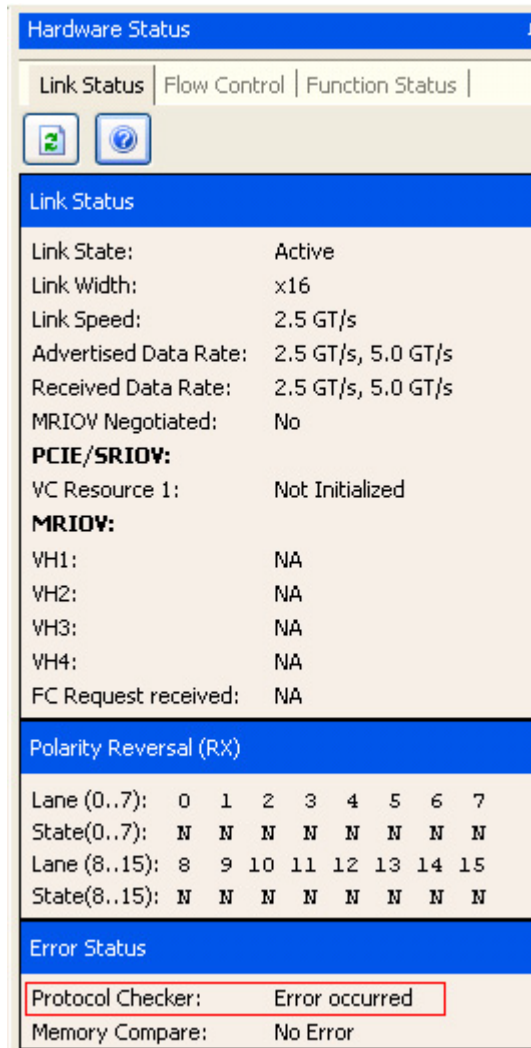 Hardware Status
Link Status Flow Control Function Status
Link Status
Link State: Active
Link Width: x16
Link Speed: 2.5 GT/s
Advertised Data Rate: 2.5 GT/s, 5.0 GT/s
Received Data Rate: 2.5 GT/s, 5.0 GT/s
MRIOV Negotiated: No
PCIE/SRIOV:
VC Resource 1: Not Initialized
MRIOV:
VH1: NA
VH2: NA
VH3: NA
VH4: NA
FC Request received: NA
Polarity Reversal (RX)
Lane (0..7): 0 1 2 3 4 5 6 7
State(0..7): N N N N N N N N
Lane (8..15): 8 9 10 11 12 13 14 15
State(8..15): N N N N N N N N
Error Status
Protocol Checker: Error occurred
Memory Compare: No Error